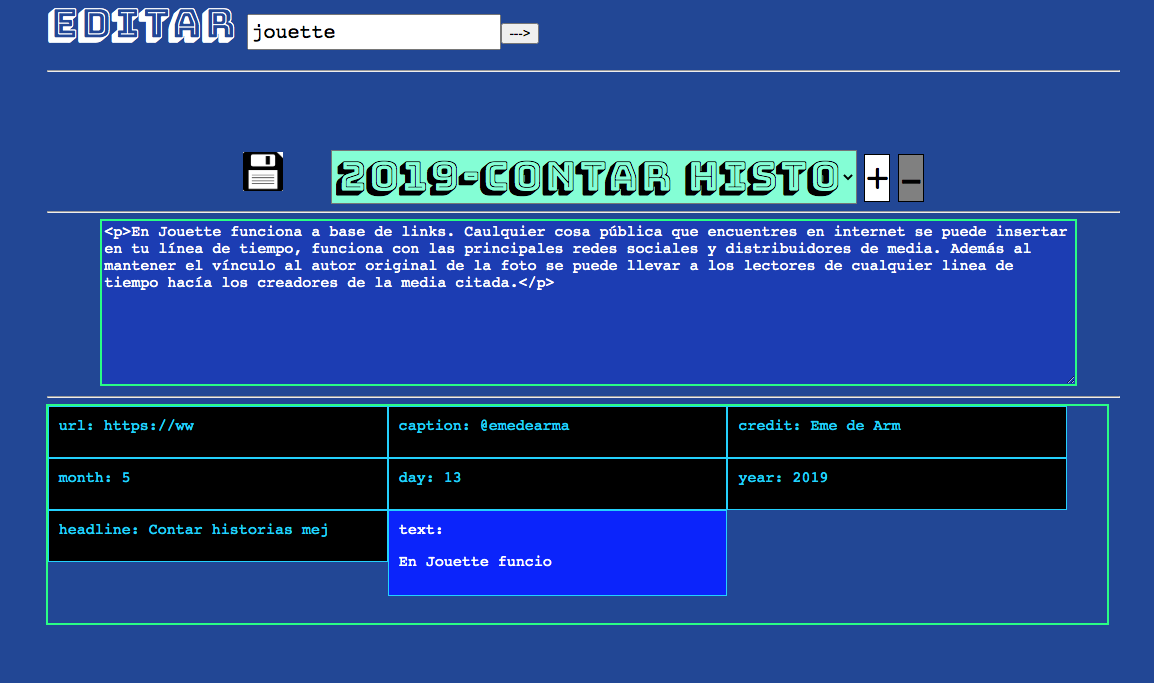 EDITAR jouette --->
2019-CONTAR HISTO + -
<p>En Jouette funciona a base de links. Caulquier cosa pública que encuentres en internet se puede insertar
en tu línea de tiempo, funciona con las principales redes sociales y distribuidores de media. Además al
mantener el vínculo al autor original de la foto se puede llevar a los lectores de cualquier linea de
tiempo hacía los creadores de la media citada.</p>
url: https://ww caption: @emedearma credit: Eme de Arm
month: 5 day: 13 year: 2019
headline: Contar historias mej text:
En Jouette funcio